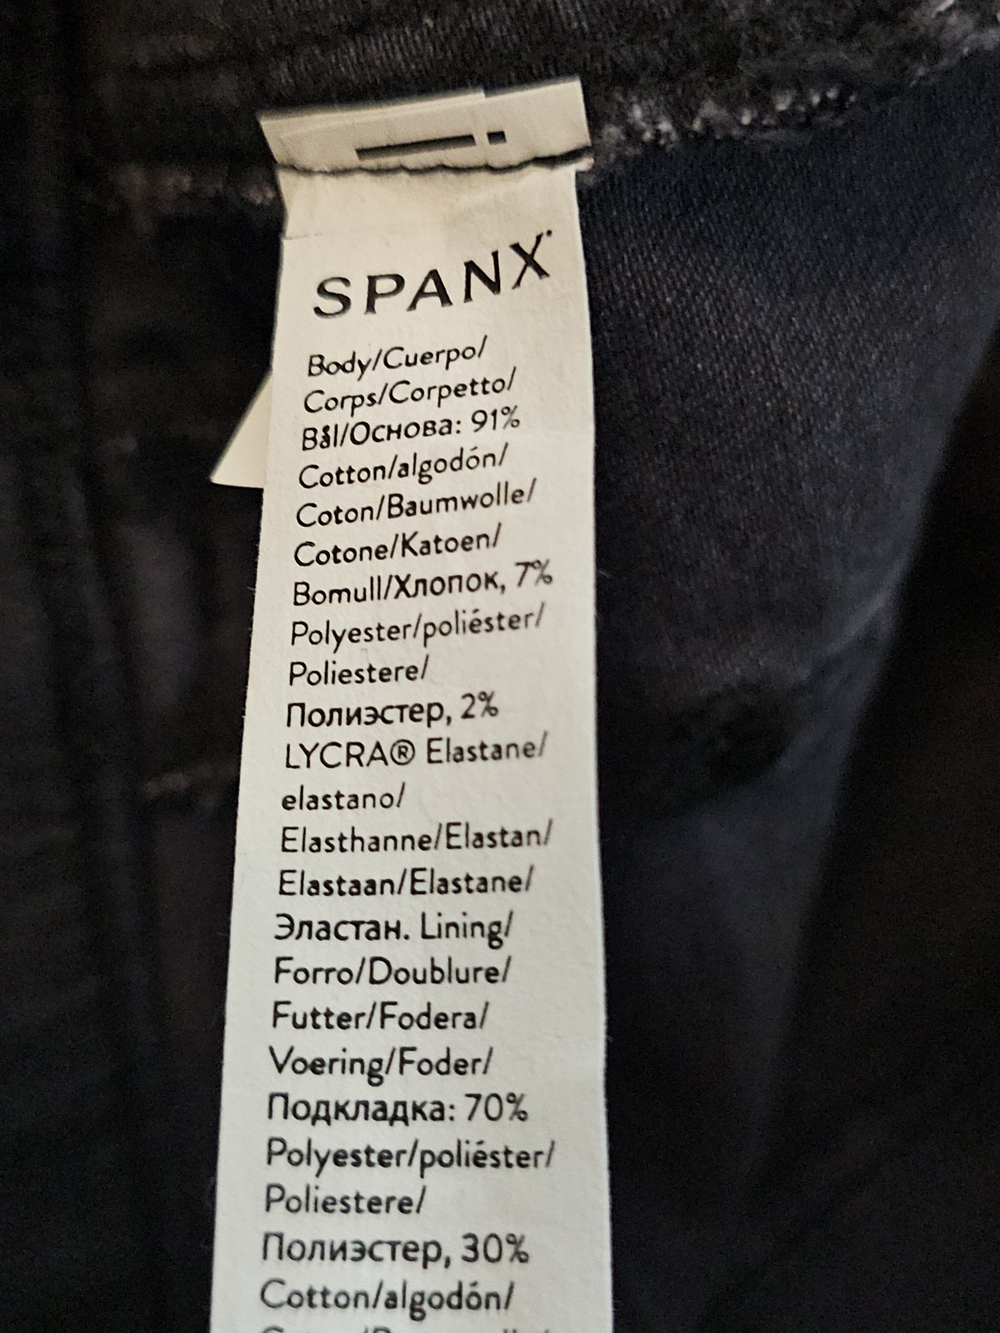 SPANX
Body/Cuerpo/
Corps/Corpetto/
Bål/Основа: 91%
Cotton/algodón/
Coton/Baumwolle/
Cotone/Katoen/
Bomull/Хлопок, 7%
Polyester/poliéster/
Poliestere/
Полиэстер, 2%
LYCRA® Elastane/
elastano/
Elasthanne/Elastan/
Elastaan/Elastane/
Эластан. Lining/
Forro/Doublure/
Futter/Fodera/
Voering/Foder/
Подкладка: 70%
Polyester/poliéster/
Poliestere/
Полиэстер, 30%
Cotton/algodón/